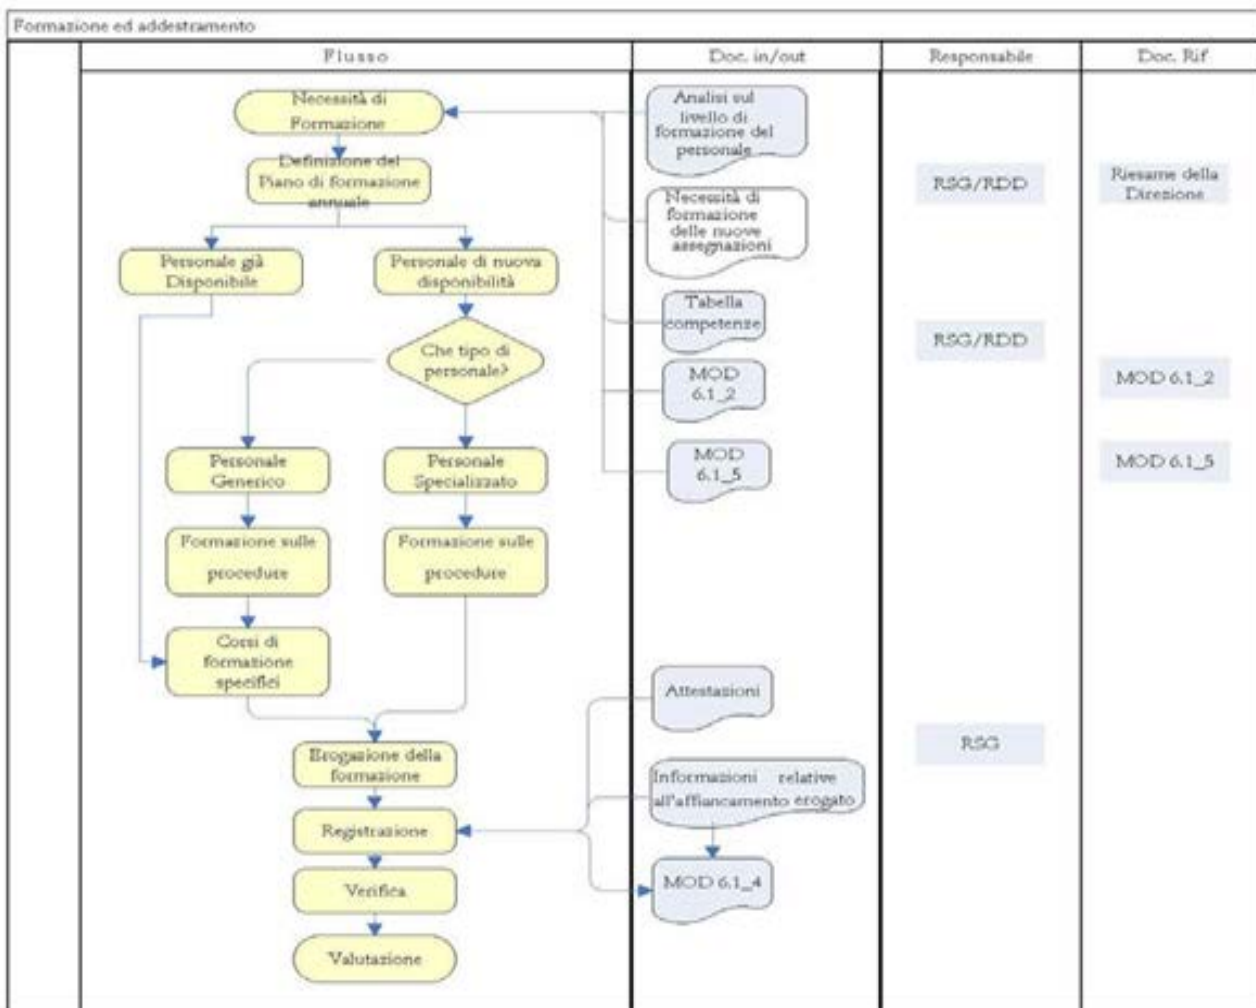 Formazione ed addestramento
Flusso
Doc. in/out
Responsabile
Doc. Rif
Necessità di
Formazione
Definizione del
Piano di formazione
annuale
Personale già
Disponibile
Personale di nuova
disponibilità
Che tipo di
personale?
Personale
Generico
Personale
Specializzato
Formazione sulle
procedure
Formazione sulle
procedure
Corsi di
formazione
specifici
Erogazione della
formazione
Registrazione
Verifica
Valutazione
Analisi sul
livello di
formazione del
personale
Necessità di
formazione
delle nuove
assegnazioni
Tabella
competenze
MOD
6.1_2
MOD
6.1_5
Attestazioni
Informazioni relative
all'affiancamento erogato
MOD 6.1_4
RSG/RDD
RSG/RDD
RSG
Riesame della
Direzione
MOD 6.1_2
MOD 6.1_5